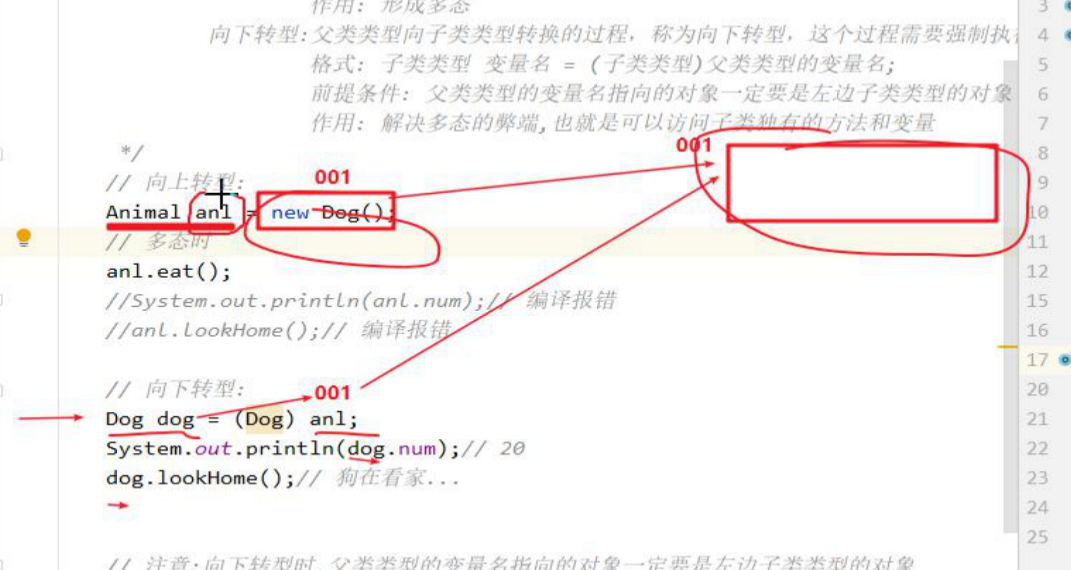 作用: 形成多态
向下转型:父类类型向子类类型转换的过程，称为向下转型，这个过程需要强制执
格式: 子类类型 变量名 = (子类类型)父类类型的变量名;
前提条件: 父类类型的变量名指向的对象一定要是左边子类类型的对象
作用: 解决多态的弊端,也就是可以访问子类独有的方法和变量
001
*/
// 向上转型:
001
Animal anl = new Dog();
// 多态时
anl.eat();
//System.out.println(anl.num);// 编译报错
//anl.lookHome();// 编译报错
// 向下转型:
001
Dog dog = (Dog) anl;
System.out.println(dog.num);// 20
dog.lookHome();// 狗在看家...
// 注意:向下转型时,父类类型的变量名指向的对象一定要是左边子类类型的对象
3
4
5
6
7
8
9
10
11
12
15
16
17
20
21
22
23
24
25